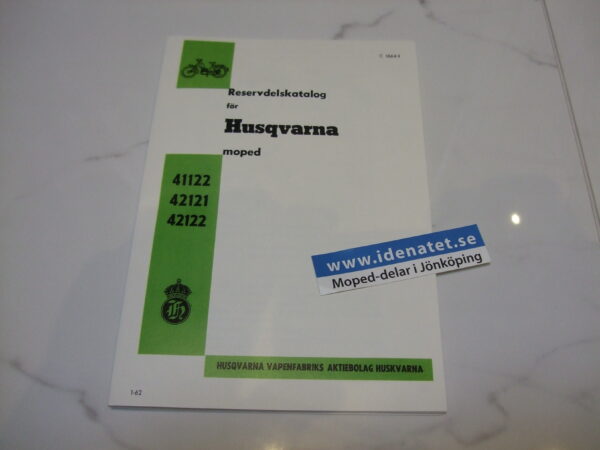 Reservdelskatalog
för
Husqvarna
moped
41122
42121
42122
www.idenatet.se
Moped-delar i Jönköping
HUSQVARNA VAPENFABRIKS AKTIEBOLAG HUSKVARNA
1-62